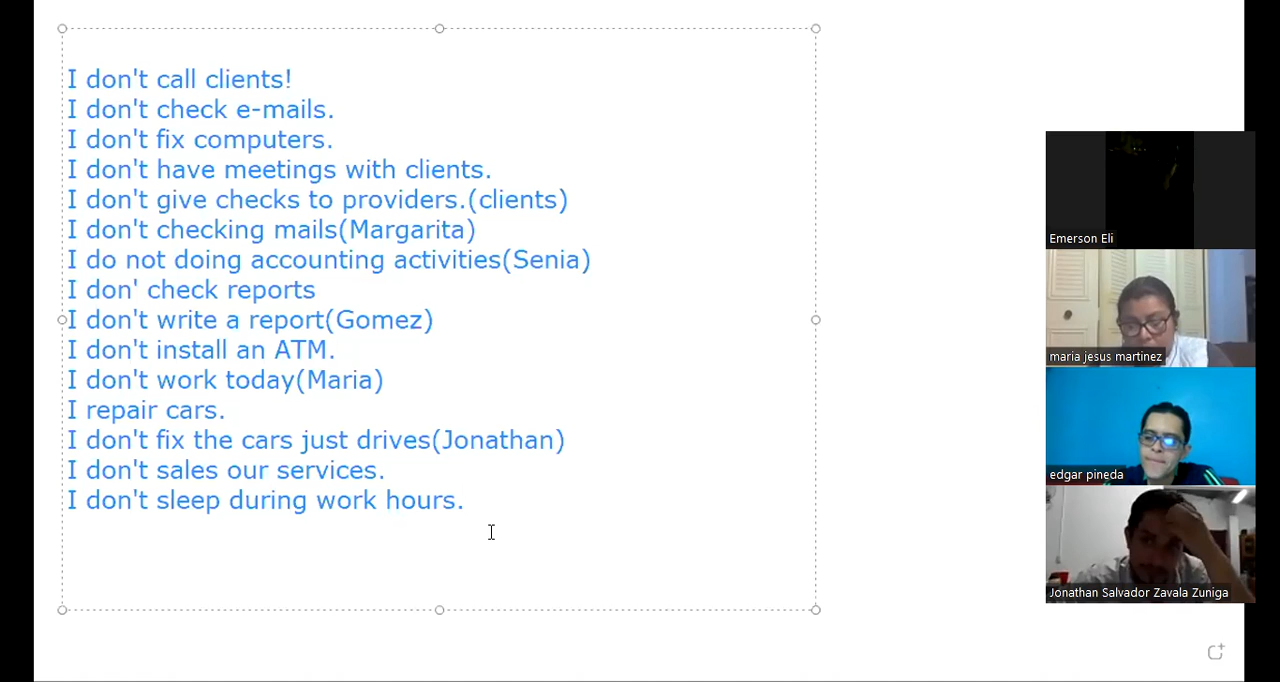 I don't call clients!
I don't check e-mails.
I don't fix computers.
I don't have meetings with clients.
I don't give checks to providers.(clients)
I don't checking mails(Margarita)
I do not doing accounting activities(Senia)
I don' check reports
I don't write a report(Gomez)
I don't install an ATM.
I don't work today(Maria)
I repair cars.
I don't fix the cars just drives(Jonathan)
I don't sales our services.
I don't sleep during work hours.
Emerson Eli
maria jesus martinez
edgar pineda
Jonathan Salvador Zavala Zuniga